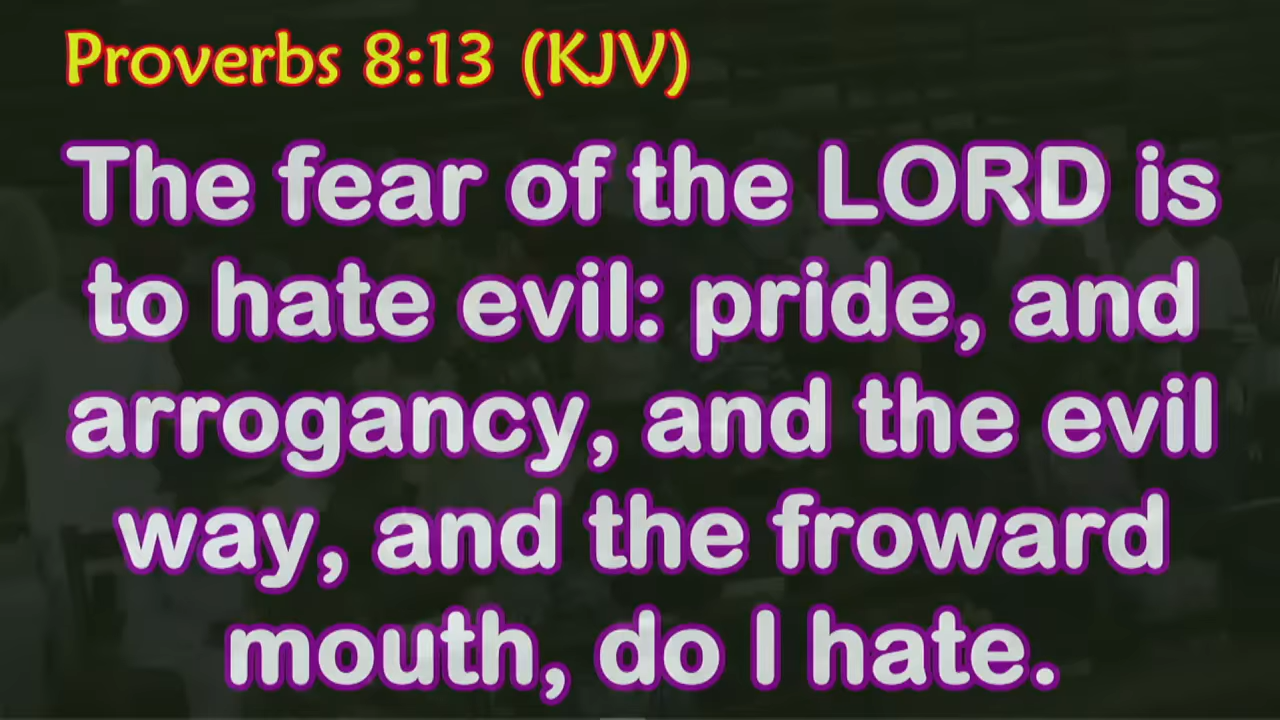 Proverbs 8:13 (KJV)
The fear of the LORD is
to hate evil: pride, and
arrogancy, and the evil
way, and the froward
mouth, do I hate.